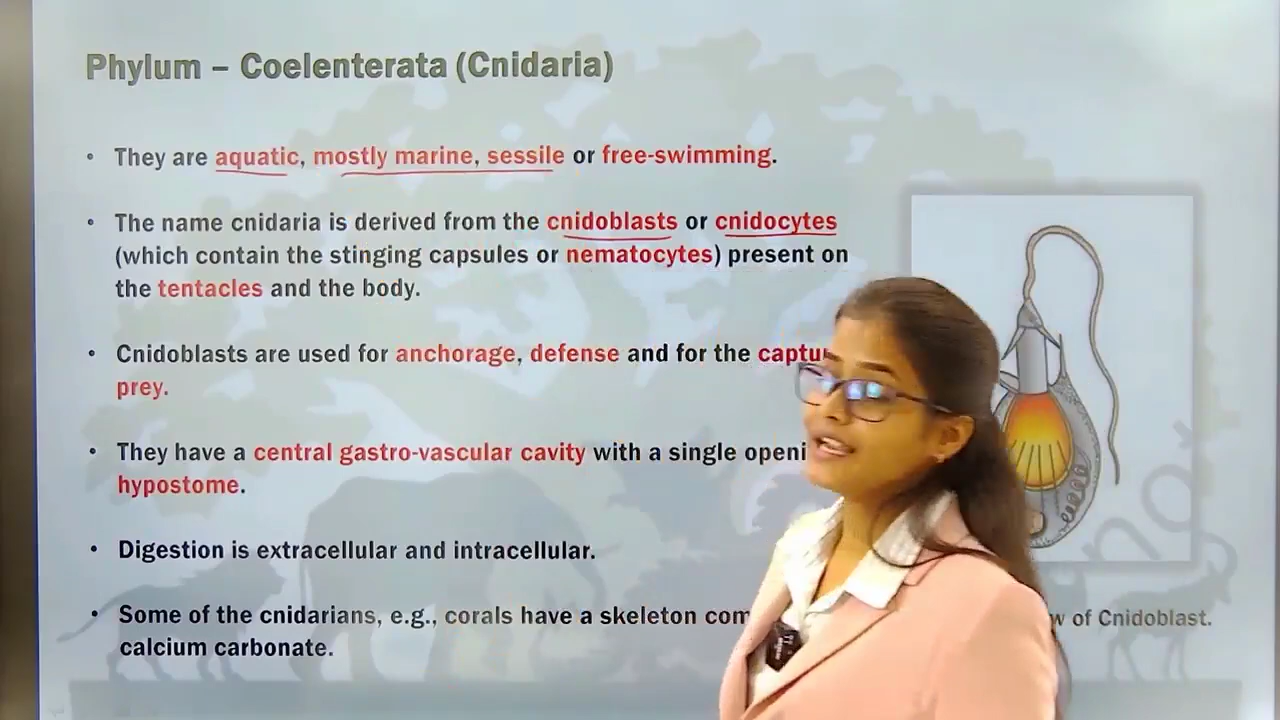 Phylum – Coelenterata (Cnidaria)
• They are aquatic, mostly marine, sessile or free-swimming.
• The name cnidaria is derived from the cnidoblasts or cnidocytes
(which contain the stinging capsules or nematocytes) present on
the tentacles and the body.
• Cnidoblasts are used for anchorage, defense and for the captu
prey.
• They have a central gastro-vascular cavity with a single openi
hypostome.
• Digestion is extracellular and intracellular.
• Some of the cnidarians, e.g., corals have a skeleton com
w of Cnidoblast.
calcium carbonate.